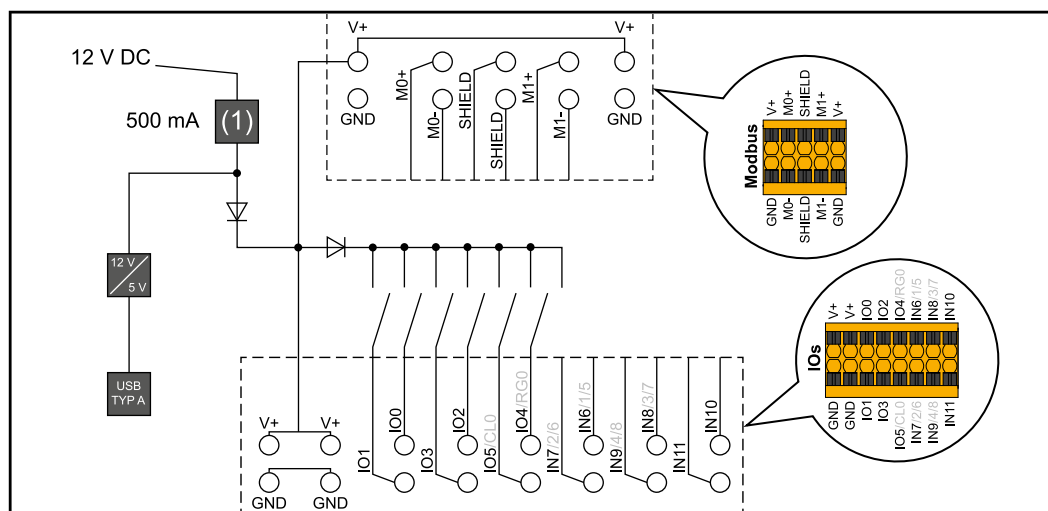 12 V DC
500 mA
(1)
12 V
5 V
USB
TYP A
V+
V+
M0+
SHIELD
M1+
GND
M0-
SHIELD
M1-
GND
V+
M0+
SHIELD
M1+
V+
Modbus
GND
M0-
SHIELD
M1-
GND
V+
V+
IO0
IO2
IO4/RG0
IN6/1/5
IN8/3/7
IN10
IOs
GND
GND
IO1
IO3
IO5/CL0
IN7/2/6
IN9/4/8
IN11
V+
V+
IO0
IO2
IO4/RG0
IN6/1/5
IN8/3/7
IN10
IO1
IO3
IO5/CL0
IN7/2/6
IN9/4/8
IN11
GND
GND